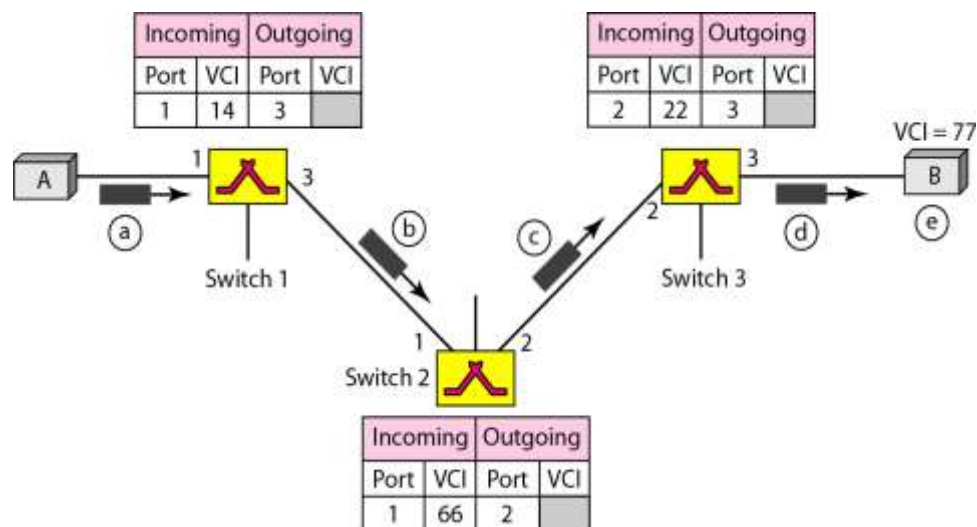 Incoming Outgoing
Port VCI Port VCI
1 14 3
Incoming Outgoing
Port VCI Port VCI
2 22 3
VCI = 77
A
1
3
a
b
Switch 1
c
2
3
d
B
e
Switch 3
1
2
Switch 2
Incoming Outgoing
Port VCI Port VCI
1 66 2